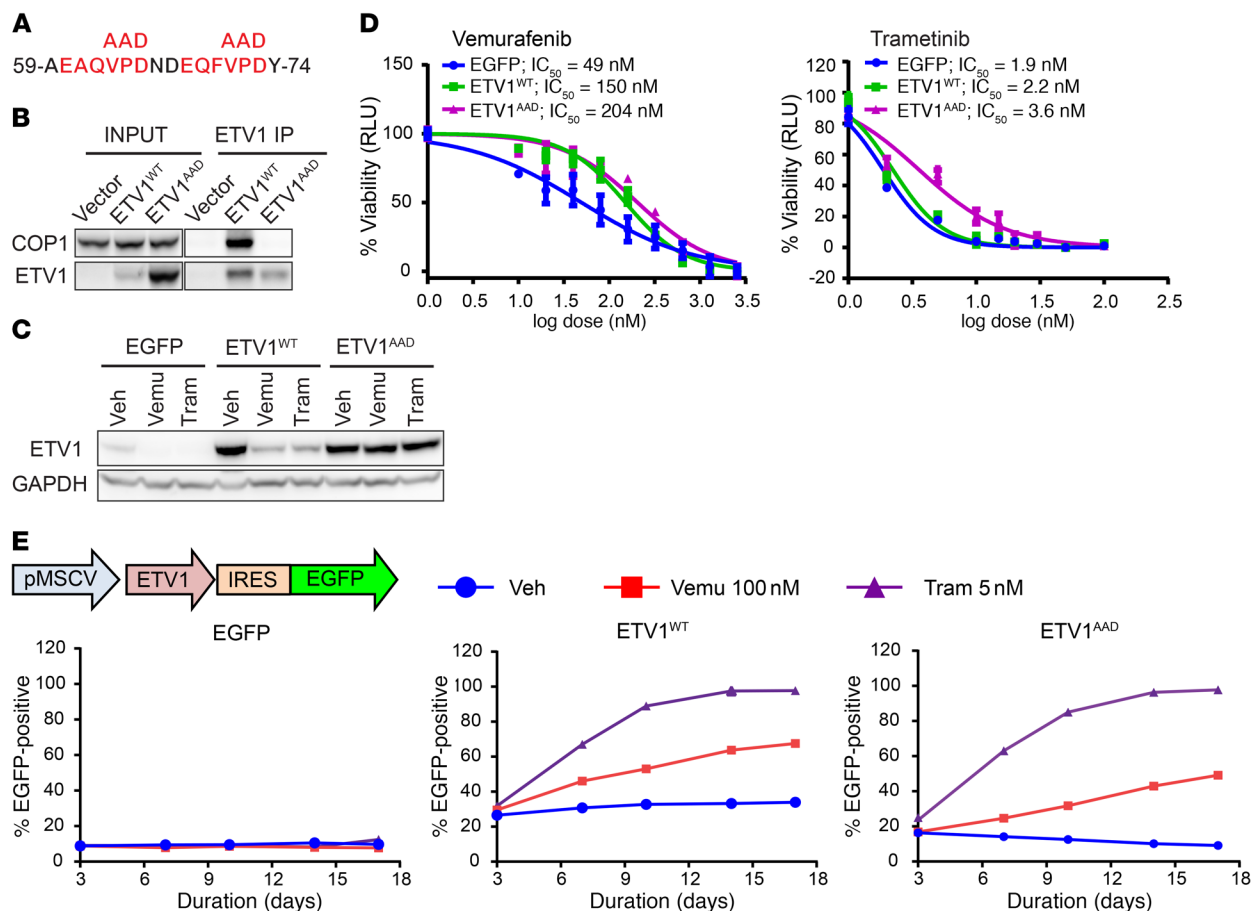 A
AAD AAD
59-AEAQVPDNDEQFVPDY-74
B
INPUT ETV1 IP
Vector ETV1WT ETV1AAD Vector ETV1WT ETV1AAD
COP1
ETV1
C
EGFP ETV1WT ETV1AAD
Veh Vemu Tram Veh Vemu Tram Veh Vemu Tram
ETV1
GAPDH
D
Vemurafenib
EGFP; IC50 = 49 nM
ETV1WT; IC50 = 150 nM
ETV1AAD; IC50 = 204 nM
% Viability (RLU)
100
50
0
0.0 0.5 1.0 1.5 2.0 2.5 3.0 3.5
log dose (nM)
Trametinib
EGFP; IC50 = 1.9 nM
ETV1WT; IC50 = 2.2 nM
ETV1AAD; IC50 = 3.6 nM
% Viability (RLU)
120
100
80
60
40
20
0
-20
0.0 0.5 1.0 1.5 2.0 2.5
log dose (nM)
E
pMSCV ETV1 IRES EGFP
Veh Vemu 100 nM Tram 5 nM
EGFP
% EGFP-positive
120
100
80
60
40
20
0
3 6 9 12 15 18
Duration (days)
ETV1WT
% EGFP-positive
120
100
80
60
40
20
0
3 6 9 12 15 18
Duration (days)
ETV1AAD
% EGFP-positive
120
100
80
60
40
20
0
3 6 9 12 15 18
Duration (days)